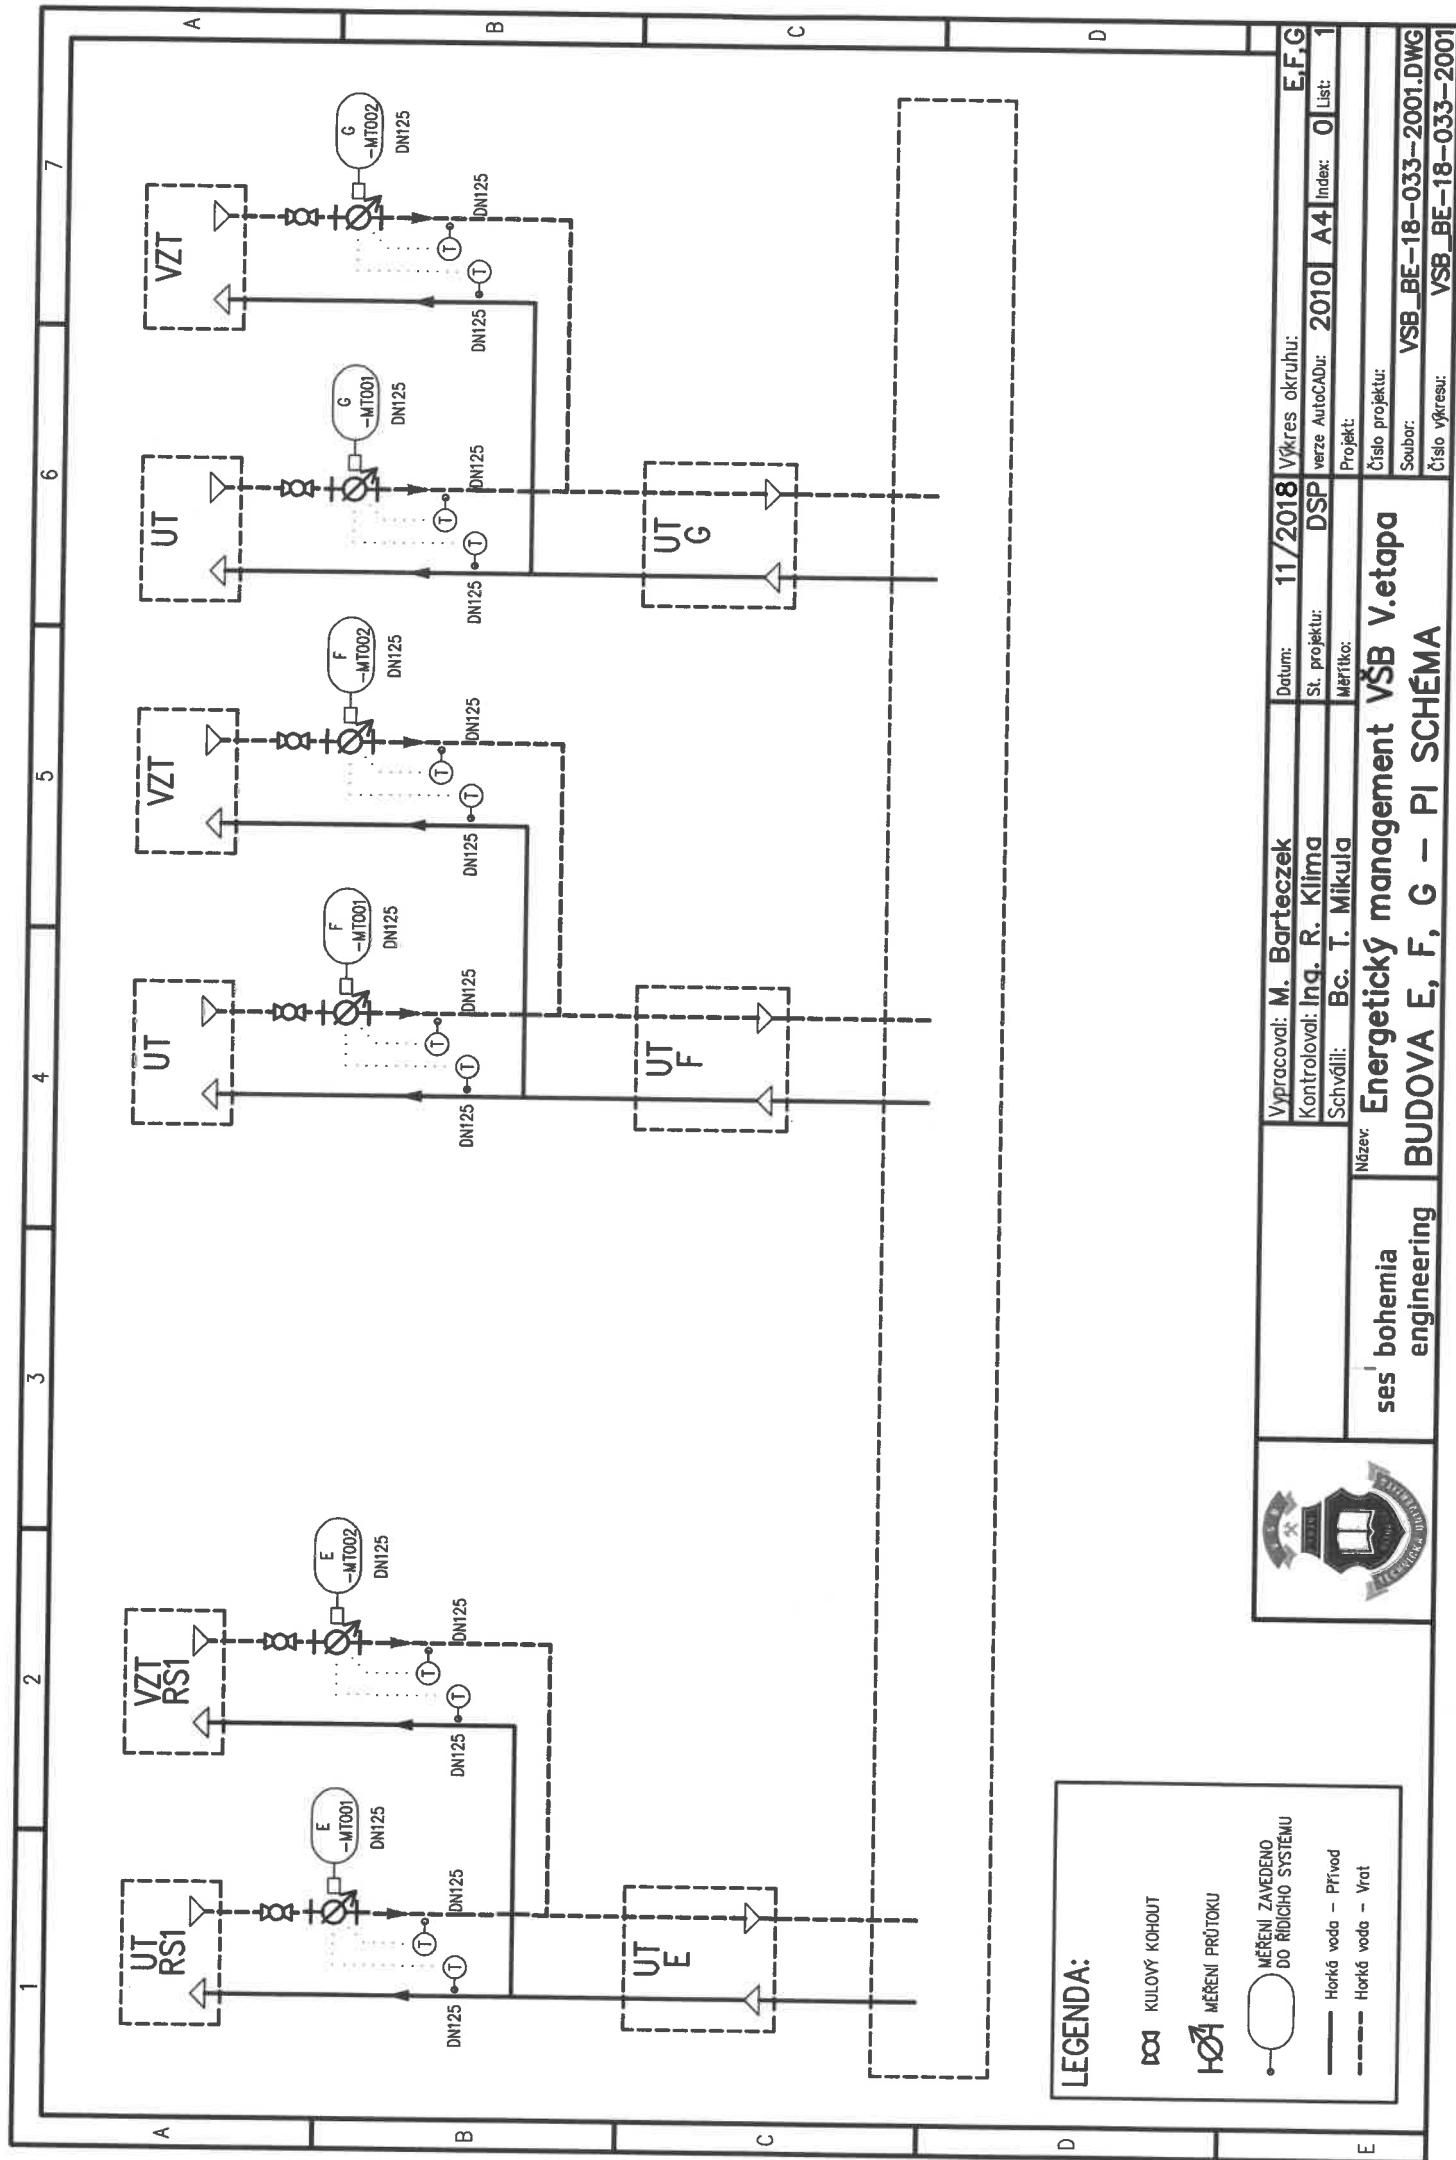 1
2
3
4
5
6
7
A
B
C
D
E
A
B
C
D
UT
RS1
VZT
RS1
UT
VZT
UT
VZT
E
-MT001
DN125
E
-MT002
DN125
F
-MT001
DN125
F
-MT002
DN125
G
-MT001
DN125
G
-MT002
DN125
T
T
T
T
T
T
T
T
T
T
T
T
DN125
DN125
DN125
DN125
DN125
DN125
DN125
DN125
DN125
DN125
DN125
DN125
UT
E
UT
F
UT
G
LEGENDA:
KULOVÝ KOHOUT
MĚŘENÍ PRŮTOKU
MĚŘENÍ ZAVEDENO
DO ŘÍDICÍHO SYSTÉMU
Horká voda – Přívod
Horká voda – Vrat
ses bohemia
engineering
Vypracoval: M. Barteczek
Kontroloval: Ing. R. Klima
Schválil: Bc. T. Mikula
Datum: 11/2018
St. projektu: DSP
Měřítko:
Výkres okruhu: E,F,G
verze AutoCADu: 2010 A4 Index: 0 List: 1
Projekt:
Číslo projektu:
Soubor: VSB_BE-18-033-2001.DWG
Číslo výkresu: VSB_BE-18-033-2001
Název: Energetický management VŠB V.etapa
BUDOVA E, F, G – PI SCHÉMA